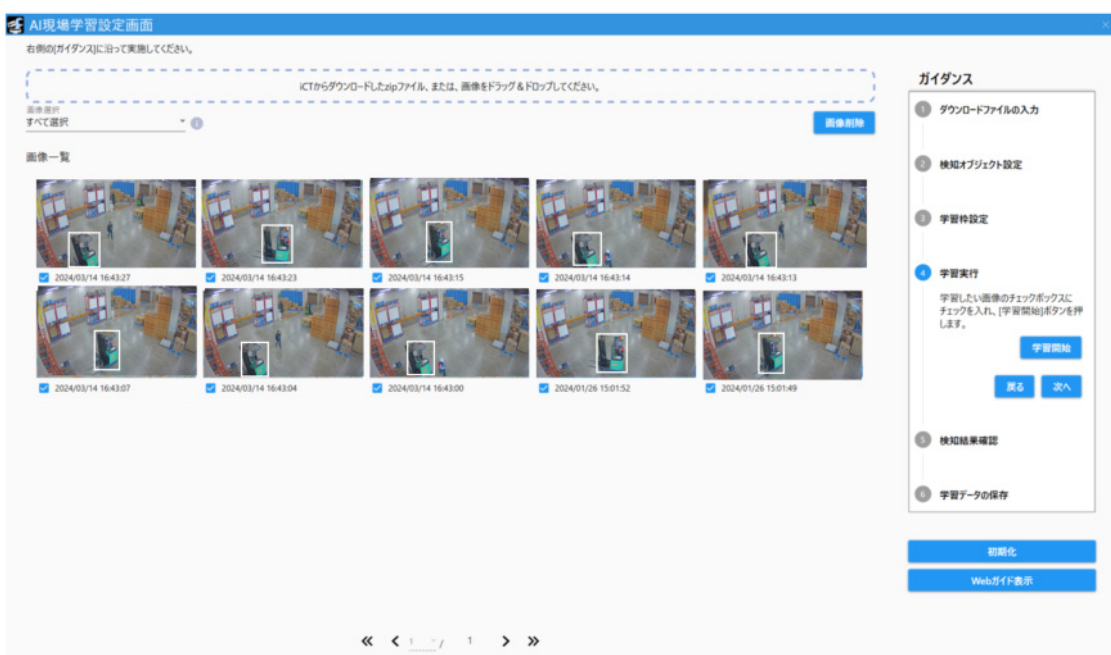 AI現場学習設定画面
右側の[ガイダンス]に沿って実施してください。
iCTからダウンロードしたzipファイル、または、画像をドラッグ＆ドロップしてください。
画像選択
すべて選択
画像削除
画像一覧
2024/03/14 16:43:27
2024/03/14 16:43:23
2024/03/14 16:43:15
2024/03/14 16:43:14
2024/03/14 16:43:13
2024/03/14 16:43:07
2024/03/14 16:43:04
2024/03/14 16:43:00
2024/01/26 15:01:52
2024/01/26 15:01:49
1 / 1
ガイダンス
1 ダウンロードファイルの入力
2 検知オブジェクト設定
3 学習枠設定
4 学習実行
学習したい画像のチェックボックスに
チェックを入れ、[学習開始]ボタンを押
します。
学習開始
戻る 次へ
5 検知結果確認
6 学習データの保存
初期化
Webガイド表示